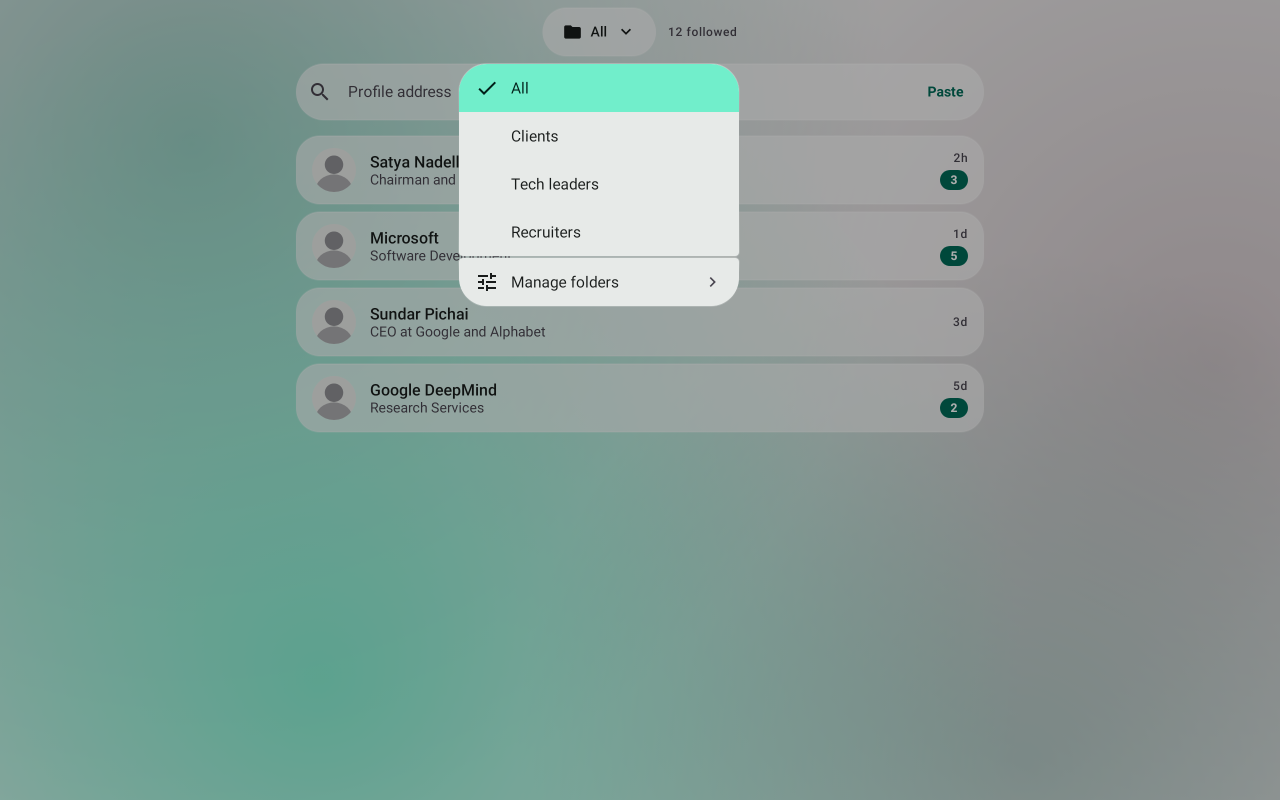 All
12 followed
Profile address
Paste
All
Clients
Tech leaders
Recruiters
Manage folders
Satya Nadell
Chairman and
2h
3
Microsoft
Software Development
1d
5
Sundar Pichai
CEO at Google and Alphabet
3d
Google DeepMind
Research Services
5d
2